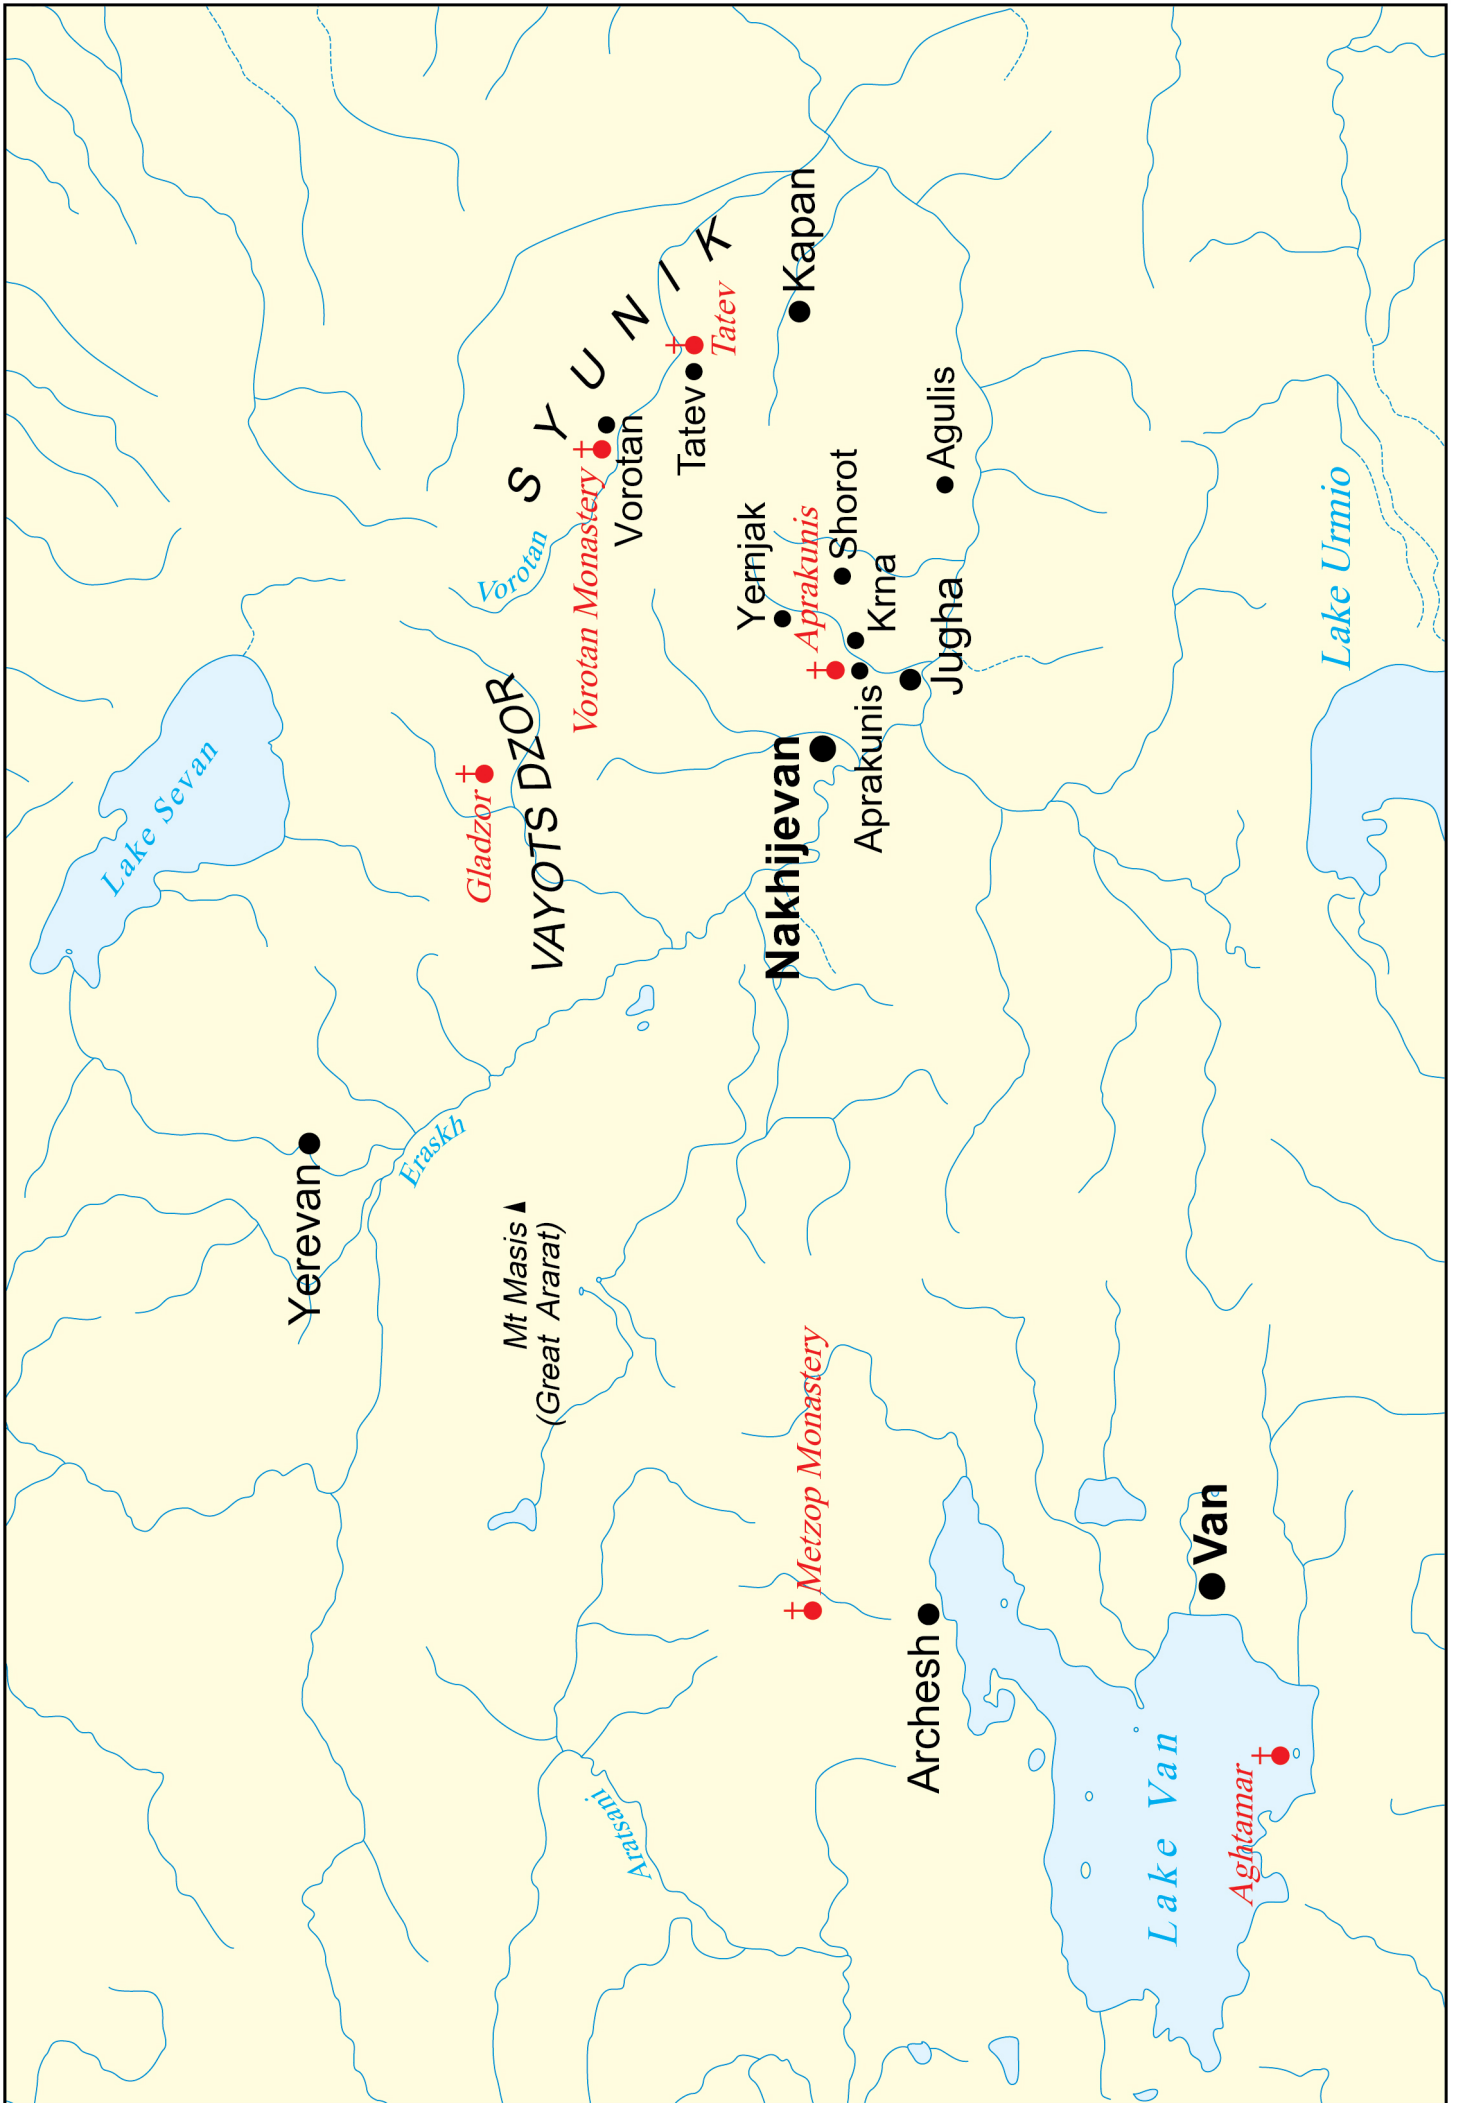 Lake Sevan
Yerevan
Eraskh
Gladzor
VAYOTS DZOR
SYUNIK
Vorotan
Vorotan Monastery
Vorotan
Mt Masis
(Great Ararat)
Tatev
Tatev
Aratsani
Yernjak
Nakhijevan
Aprakunis
Kapan
Metzop Monastery
Shorot
Aprakunis
Krna
Archesh
Jugha
Agulis
Lake Van
Van
Aghtamar
Lake Urmio